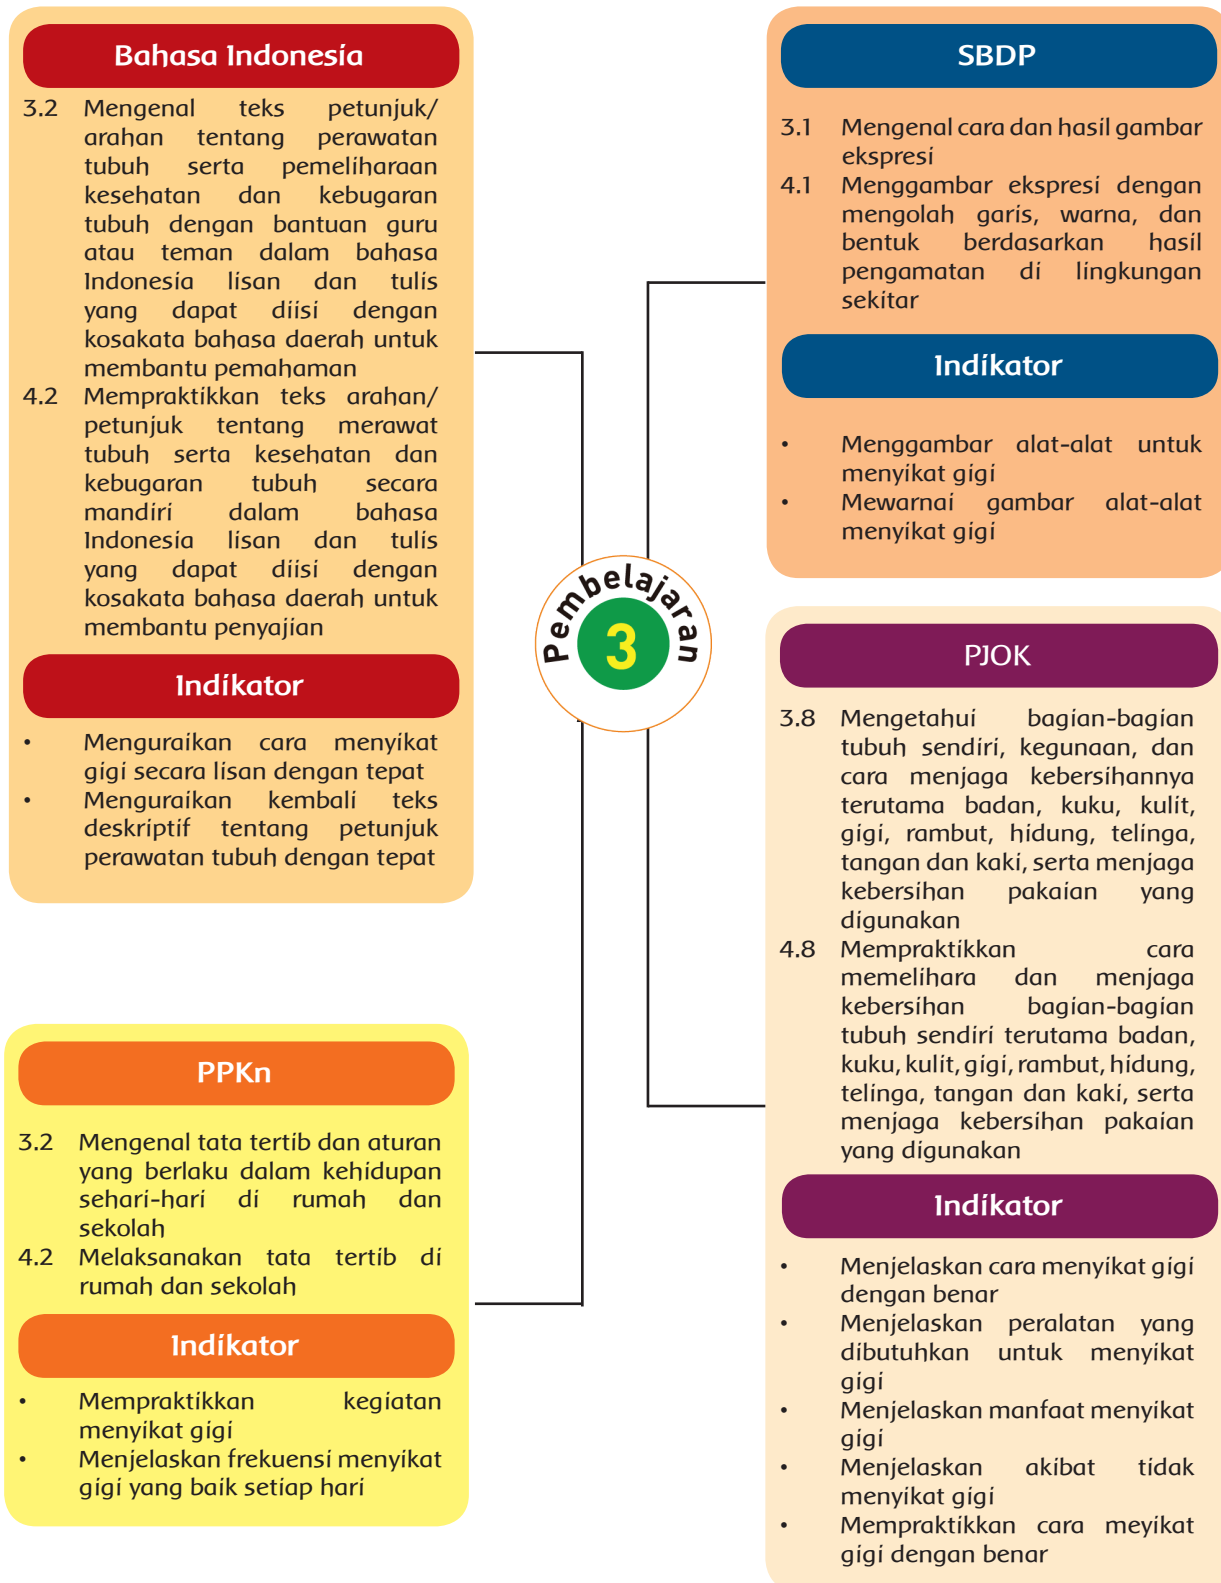 Bahasa Indonesia
3.2 Mengenal teks petunjuk/
arahan tentang perawatan
tubuh serta pemeliharaan
kesehatan dan kebugaran
tubuh dengan bantuan guru
atau teman dalam bahasa
Indonesia lisan dan tulis
yang dapat diisi dengan
kosakata bahasa daerah untuk
membantu pemahaman
4.2 Mempraktikkan teks arahan/
petunjuk tentang merawat
tubuh serta kesehatan dan
kebugaran tubuh secara
mandiri dalam bahasa
Indonesia lisan dan tulis
yang dapat diisi dengan
kosakata bahasa daerah untuk
membantu penyajian
Indikator
• Menguraikan cara menyikat
gigi secara lisan dengan tepat
• Menguraikan kembali teks
deskriptif tentang petunjuk
perawatan tubuh dengan tepat
PPKn
3.2 Mengenal tata tertib dan aturan
yang berlaku dalam kehidupan
sehari-hari di rumah dan
sekolah
4.2 Melaksanakan tata tertib di
rumah dan sekolah
Indikator
• Mempraktikkan kegiatan
menyikat gigi
• Menjelaskan frekuensi menyikat
gigi yang baik setiap hari
Pembelajaran
3
SBDP
3.1 Mengenal cara dan hasil gambar
ekspresi
4.1 Menggambar ekspresi dengan
mengolah garis, warna, dan
bentuk berdasarkan hasil
pengamatan di lingkungan
sekitar
Indikator
• Menggambar alat-alat untuk
menyikat gigi
• Mewarnai gambar alat-alat
menyikat gigi
PJOK
3.8 Mengetahui bagian-bagian
tubuh sendiri, kegunaan, dan
cara menjaga kebersihannya
terutama badan, kuku, kulit,
gigi, rambut, hidung, telinga,
tangan dan kaki, serta menjaga
kebersihan pakaian yang
digunakan
4.8 Mempraktikkan cara
memelihara dan menjaga
kebersihan bagian-bagian
tubuh sendiri terutama badan,
kuku, kulit, gigi, rambut, hidung,
telinga, tangan dan kaki, serta
menjaga kebersihan pakaian
yang digunakan
Indikator
• Menjelaskan cara menyikat gigi
dengan benar
• Menjelaskan peralatan yang
dibutuhkan untuk menyikat
gigi
• Menjelaskan manfaat menyikat
gigi
• Menjelaskan akibat tidak
menyikat gigi
• Mempraktikkan cara meyikat
gigi dengan benar